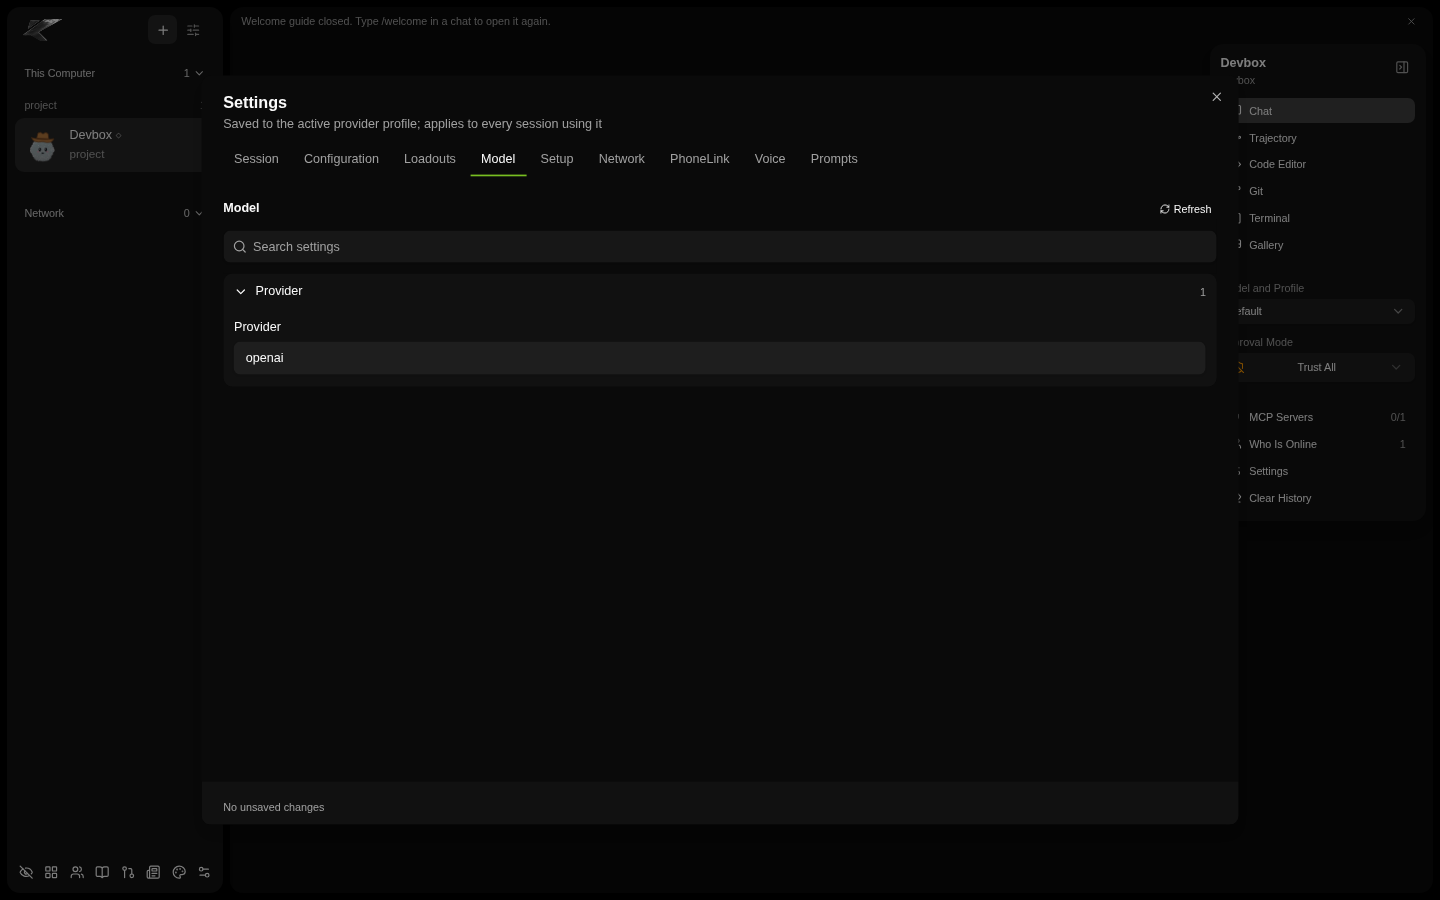 Welcome guide closed. Type /welcome in a chat to open it again.
This Computer 1
project
Devbox
project
Network 0
Settings
Saved to the active provider profile; applies to every session using it
Session Configuration Loadouts Model Setup Network PhoneLink Voice Prompts
Model
Refresh
Search settings
Provider 1
Provider
openai
No unsaved changes
Devbox
Chat
Trajectory
Code Editor
Git
Terminal
Gallery
and Profile
Mode
Trust All
MCP Servers 0/1
Who Is Online 1
Settings
Clear History